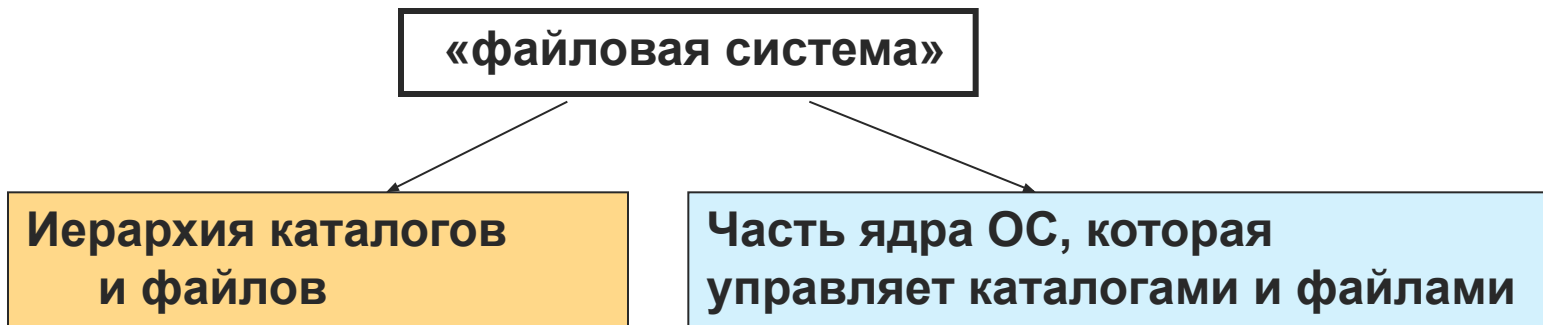 «файловая система»
Иерархия каталогов
и файлов
Часть ядра ОС, которая
управляет каталогами и файлами